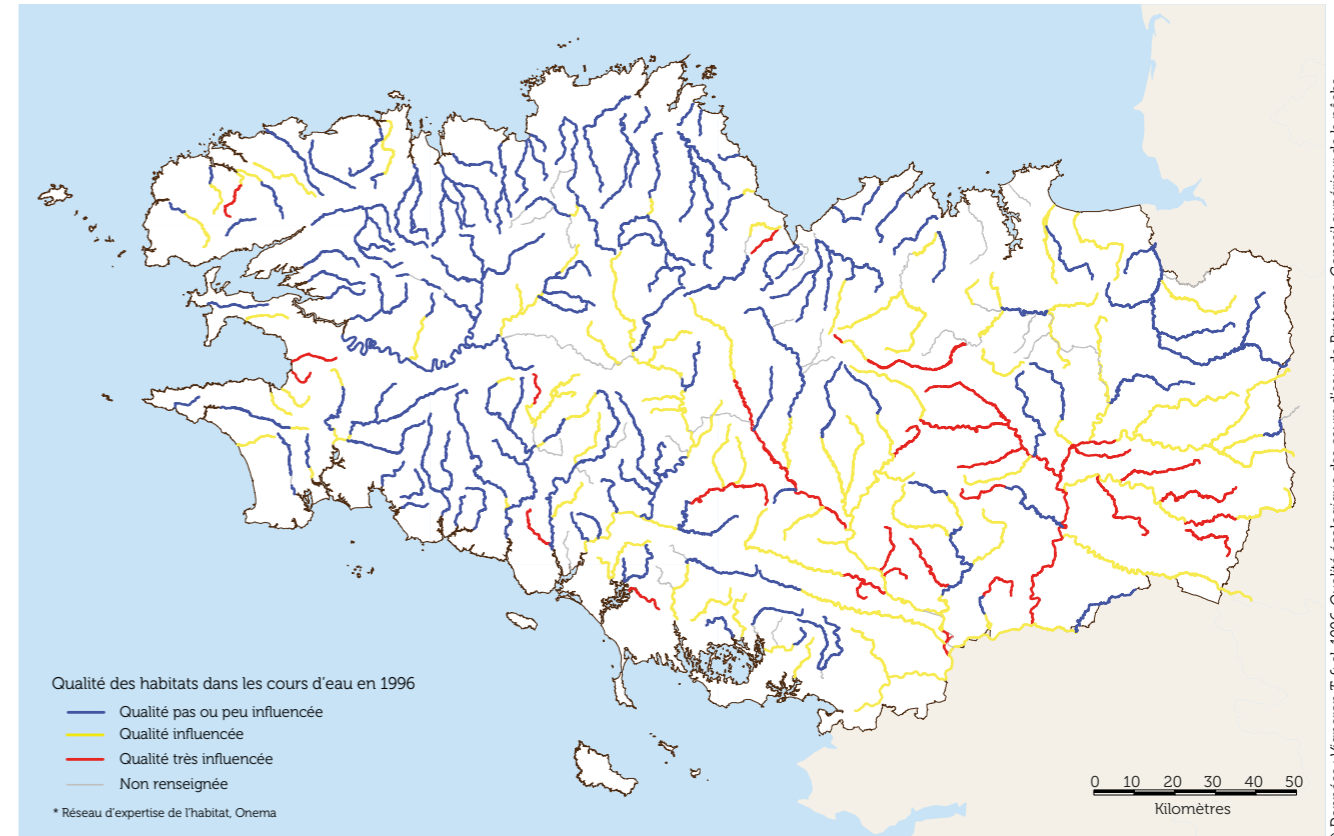 Qualité des habitats dans les cours d'eau en 1996
Qualité pas ou peu influencée
Qualité influencée
Qualité très influencée
Non renseignée
* Réseau d'expertise de l'habitat, Onema
0 10 20 30 40 50
Kilomètres